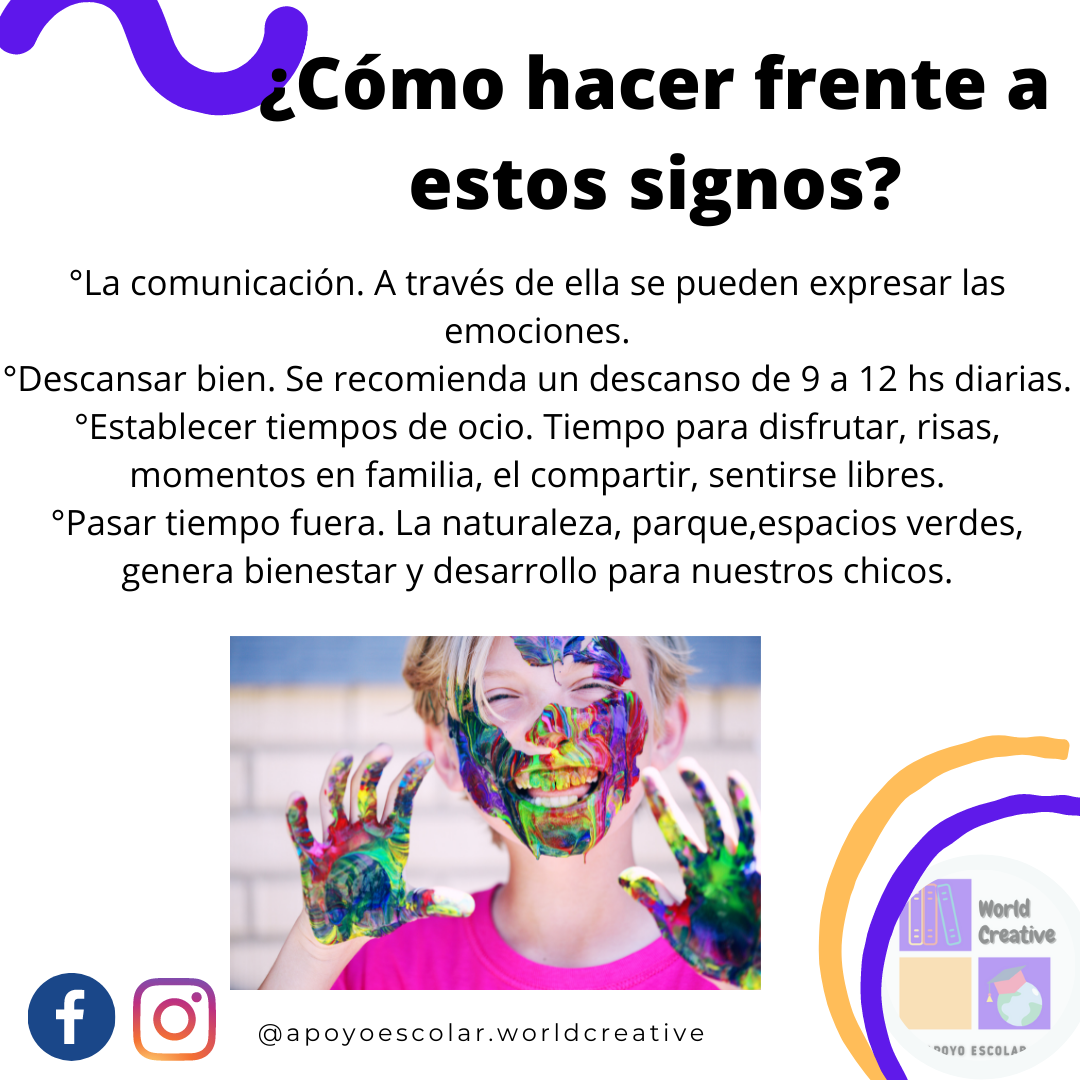 ¿Cómo hacer frente a
estos signos?
°La comunicación. A través de ella se pueden expresar las
emociones.
°Descansar bien. Se recomienda un descanso de 9 a 12 hs diarias.
°Establecer tiempos de ocio. Tiempo para disfrutar, risas,
momentos en familia, el compartir, sentirse libres.
°Pasar tiempo fuera. La naturaleza, parque,espacios verdes,
genera bienestar y desarrollo para nuestros chicos.
World
Creative
ESCOLAR
@apoyoescolar.worldcreative